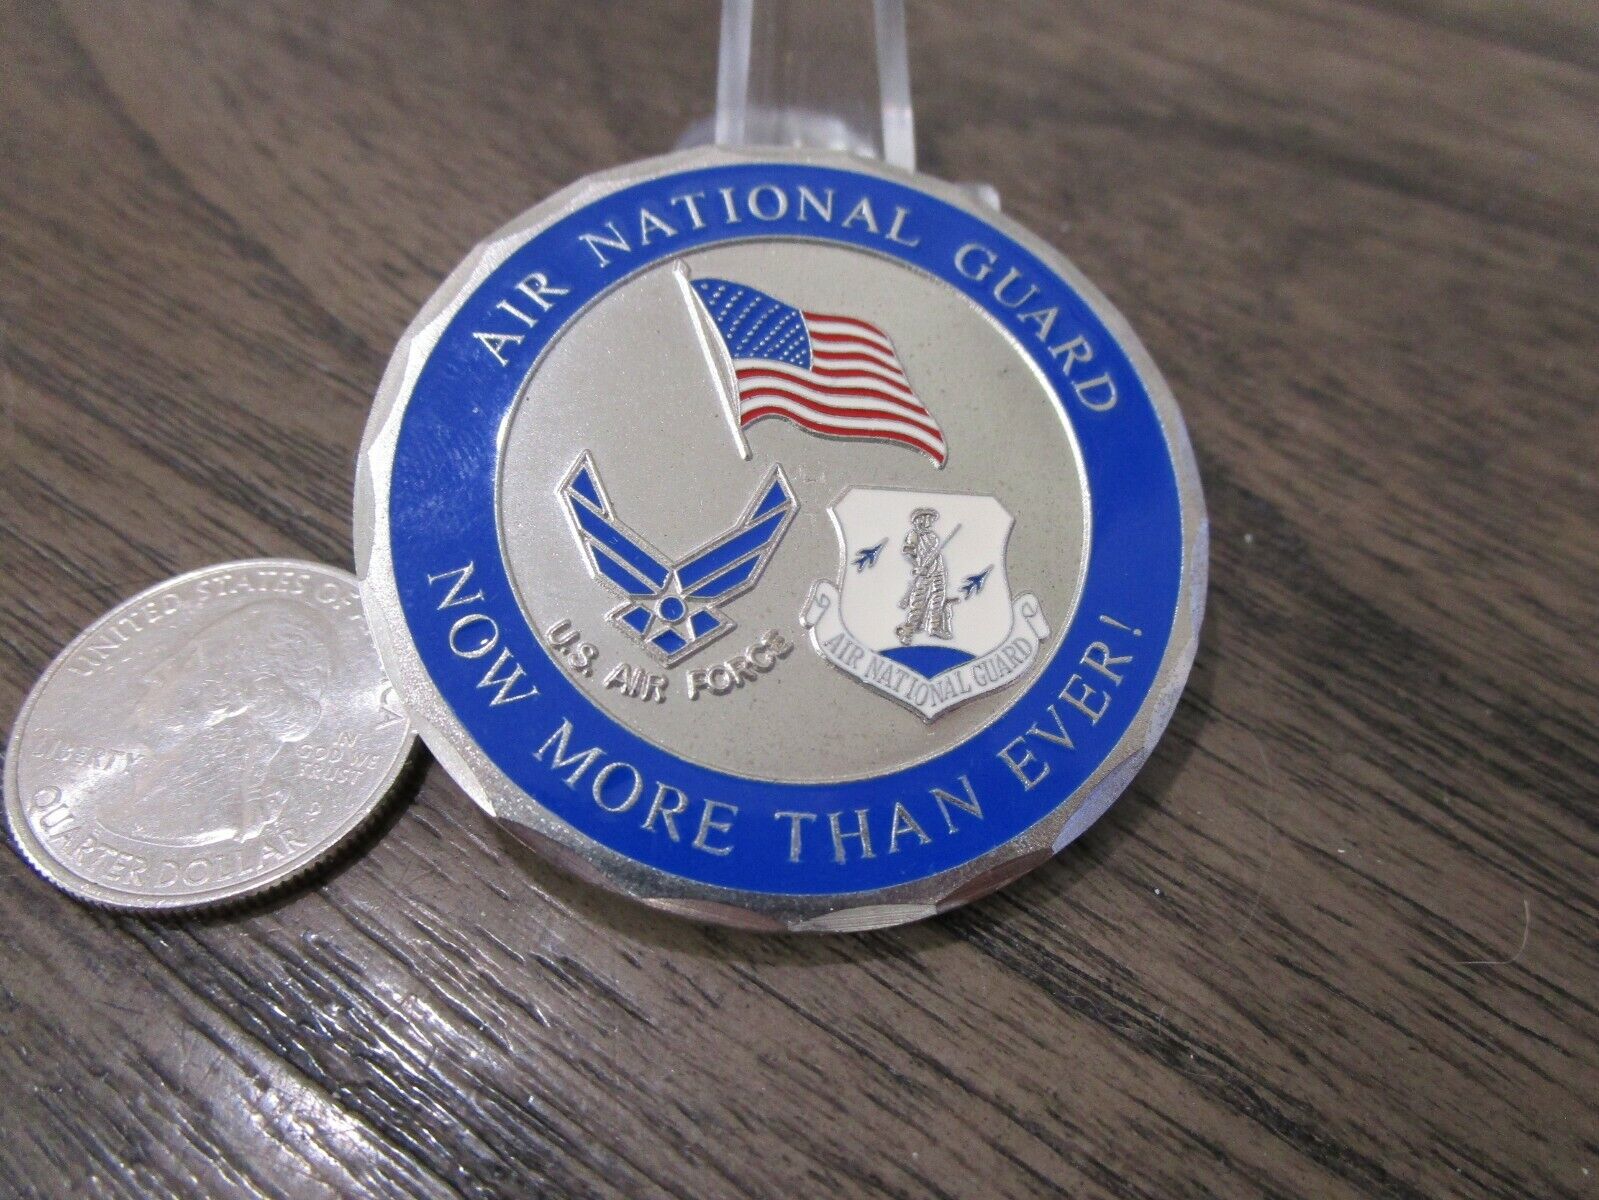 AIR NATIONAL GUARD
U.S. AIR FORCE
AIR NATIONAL GUARD
NOW MORE THAN EVER!
UNITED STATES OF
CA
LIBERTY
IN
GOD WE
TRUST
QUARTER DOLLAR